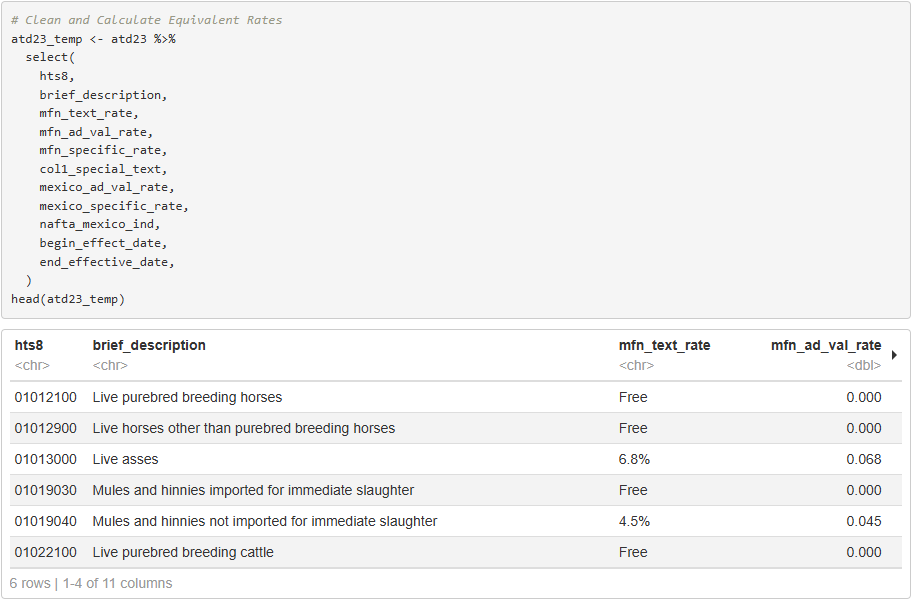 # Clean and Calculate Equivalent Rates
atd23_temp <- atd23 %>%
  select(
    hts8,
    brief_description,
    mfn_text_rate,
    mfn_ad_val_rate,
    mfn_specific_rate,
    col1_special_text,
    mexico_ad_val_rate,
    mexico_specific_rate,
    nafta_mexico_ind,
    begin_effect_date,
    end_effective_date,
  )
head(atd23_temp)
hts8 brief_description mfn_text_rate mfn_ad_val_rate
<chr> <chr> <chr> <dbl>
01012100 Live purebred breeding horses Free 0.000
01012900 Live horses other than purebred breeding horses Free 0.000
01013000 Live asses 6.8% 0.068
01019030 Mules and hinnies imported for immediate slaughter Free 0.000
01019040 Mules and hinnies not imported for immediate slaughter 4.5% 0.045
01022100 Live purebred breeding cattle Free 0.000
6 rows | 1-4 of 11 columns